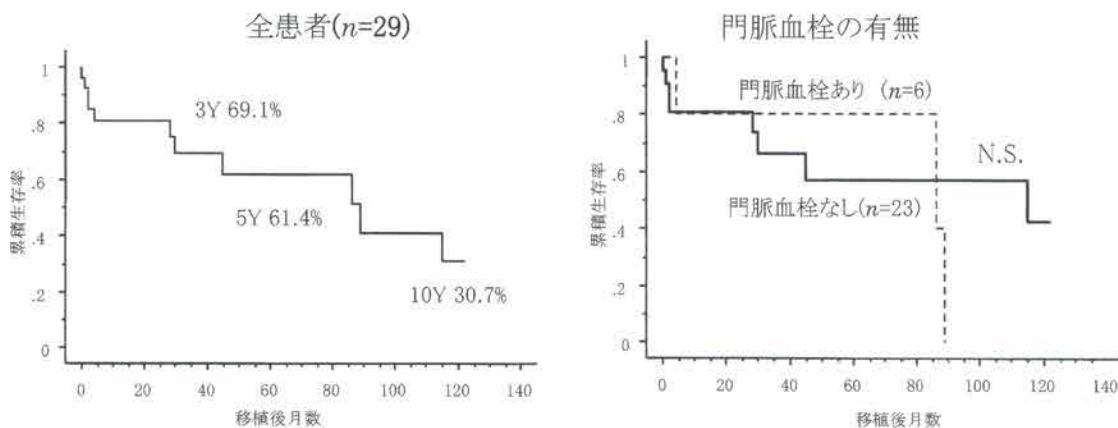 全患者(n=29)
1
.8
.6
.4
.2
0
累積生存率
3Y 69.1%
5Y 61.4%
10Y 30.7%
0 20 40 60 80 100 120 140
移植後月数
門脈血栓の有無
1
.8
.6
.4
.2
0
累積生存率
門脈血栓あり (n=6)
N.S.
門脈血栓なし(n=23)
0 20 40 60 80 100 120 140
移植後月数